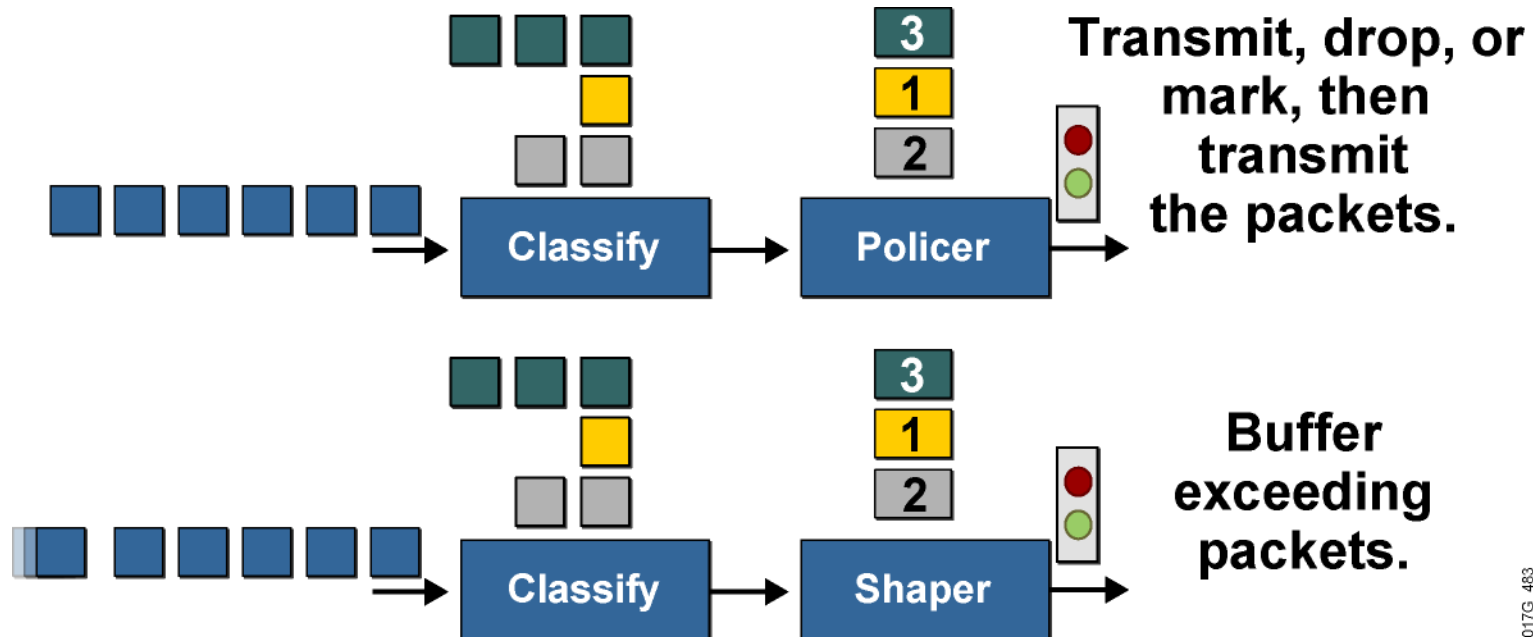 3
1
2
Transmit, drop, or
mark, then
transmit
the packets.
Classify
Policer
3
1
2
Buffer
exceeding
packets.
Classify
Shaper
017G_483